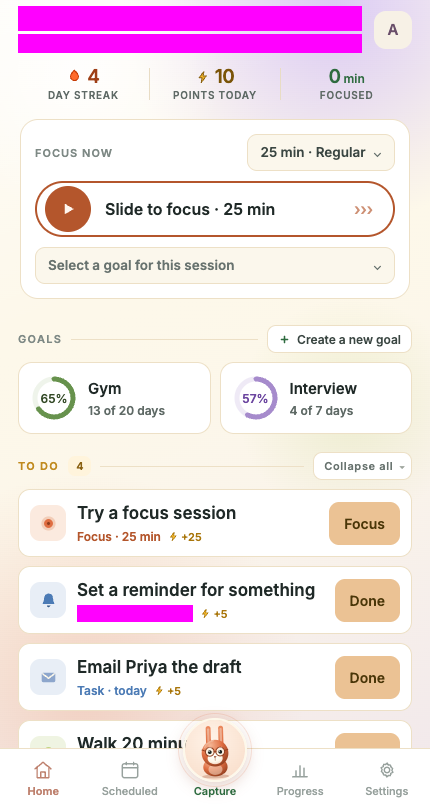 A
4
DAY STREAK
10
POINTS TODAY
0 min
FOCUSED
FOCUS NOW
25 min · Regular
Slide to focus · 25 min
›››
Select a goal for this session
GOALS
+ Create a new goal
65%
Gym
13 of 20 days
57%
Interview
4 of 7 days
TO DO 4
Collapse all
Try a focus session
Focus · 25 min +25
Focus
Set a reminder for something
+5
Done
Email Priya the draft
Task · today +5
Done
Walk 20
Home
Scheduled
Capture
Progress
Settings